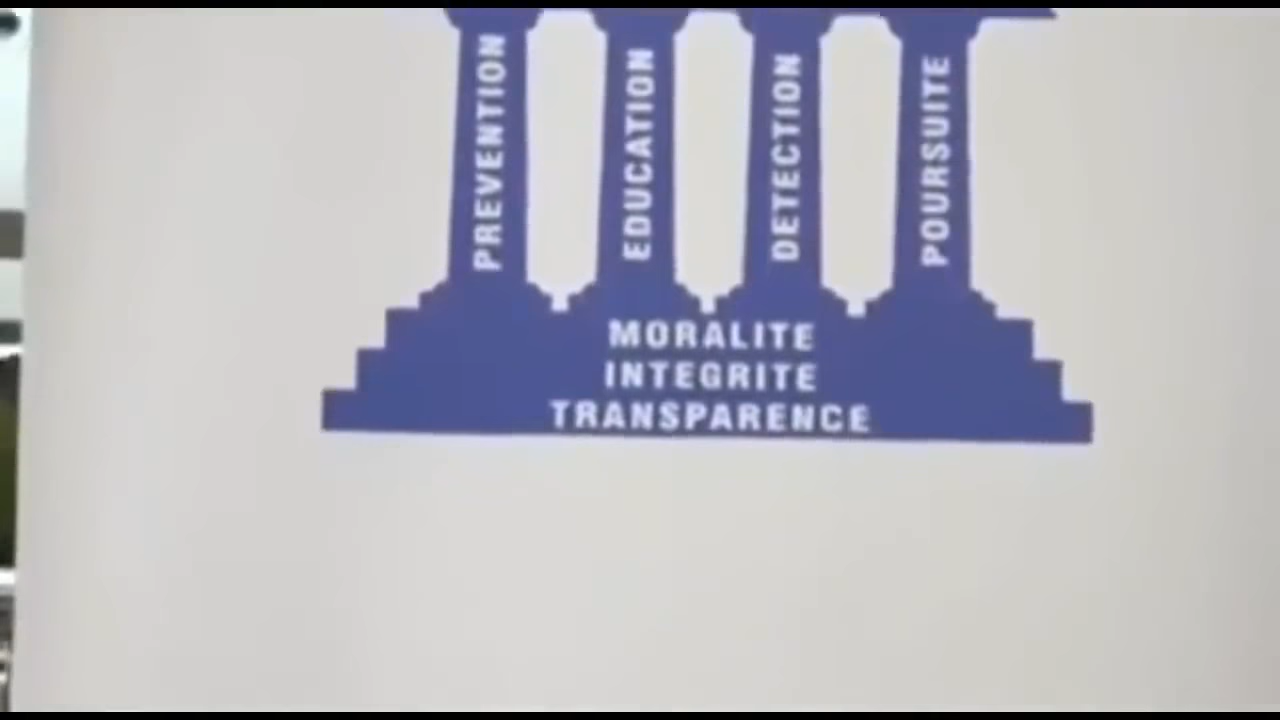 PREVENTION
EDUCATION
DETECTION
POURSUITE
MORALITE
INTEGRITE
TRANSPARENCE